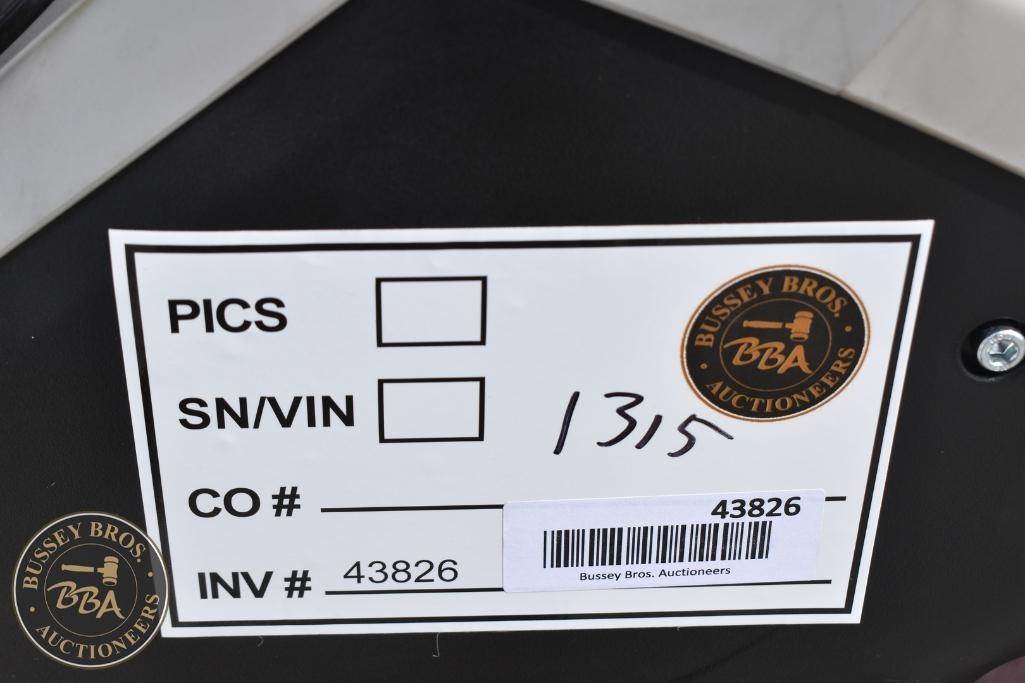 PICS
BUSSEY BROS.
BBA
AUCTIONEERS
SN/VIN
1315
CO #
43826
Bussey Bros. Auctioneers
INV # 43826
BUSSEY BROS.
BBA
AUCTIONEERS